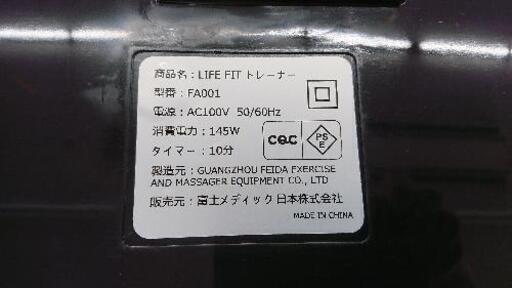 商品名：LIFE FIT トレーナー
型番：FA001
電源：AC100V 50/60Hz
消費電力：145W
タイマー：10分
cqc
PS
E
製造元：GUANGZHOU FEIDA EXERCISE
AND MASSAGER EQUIPMENT CO., LTD
販売元：富士メディック日本株式会社
MADE IN CHINA